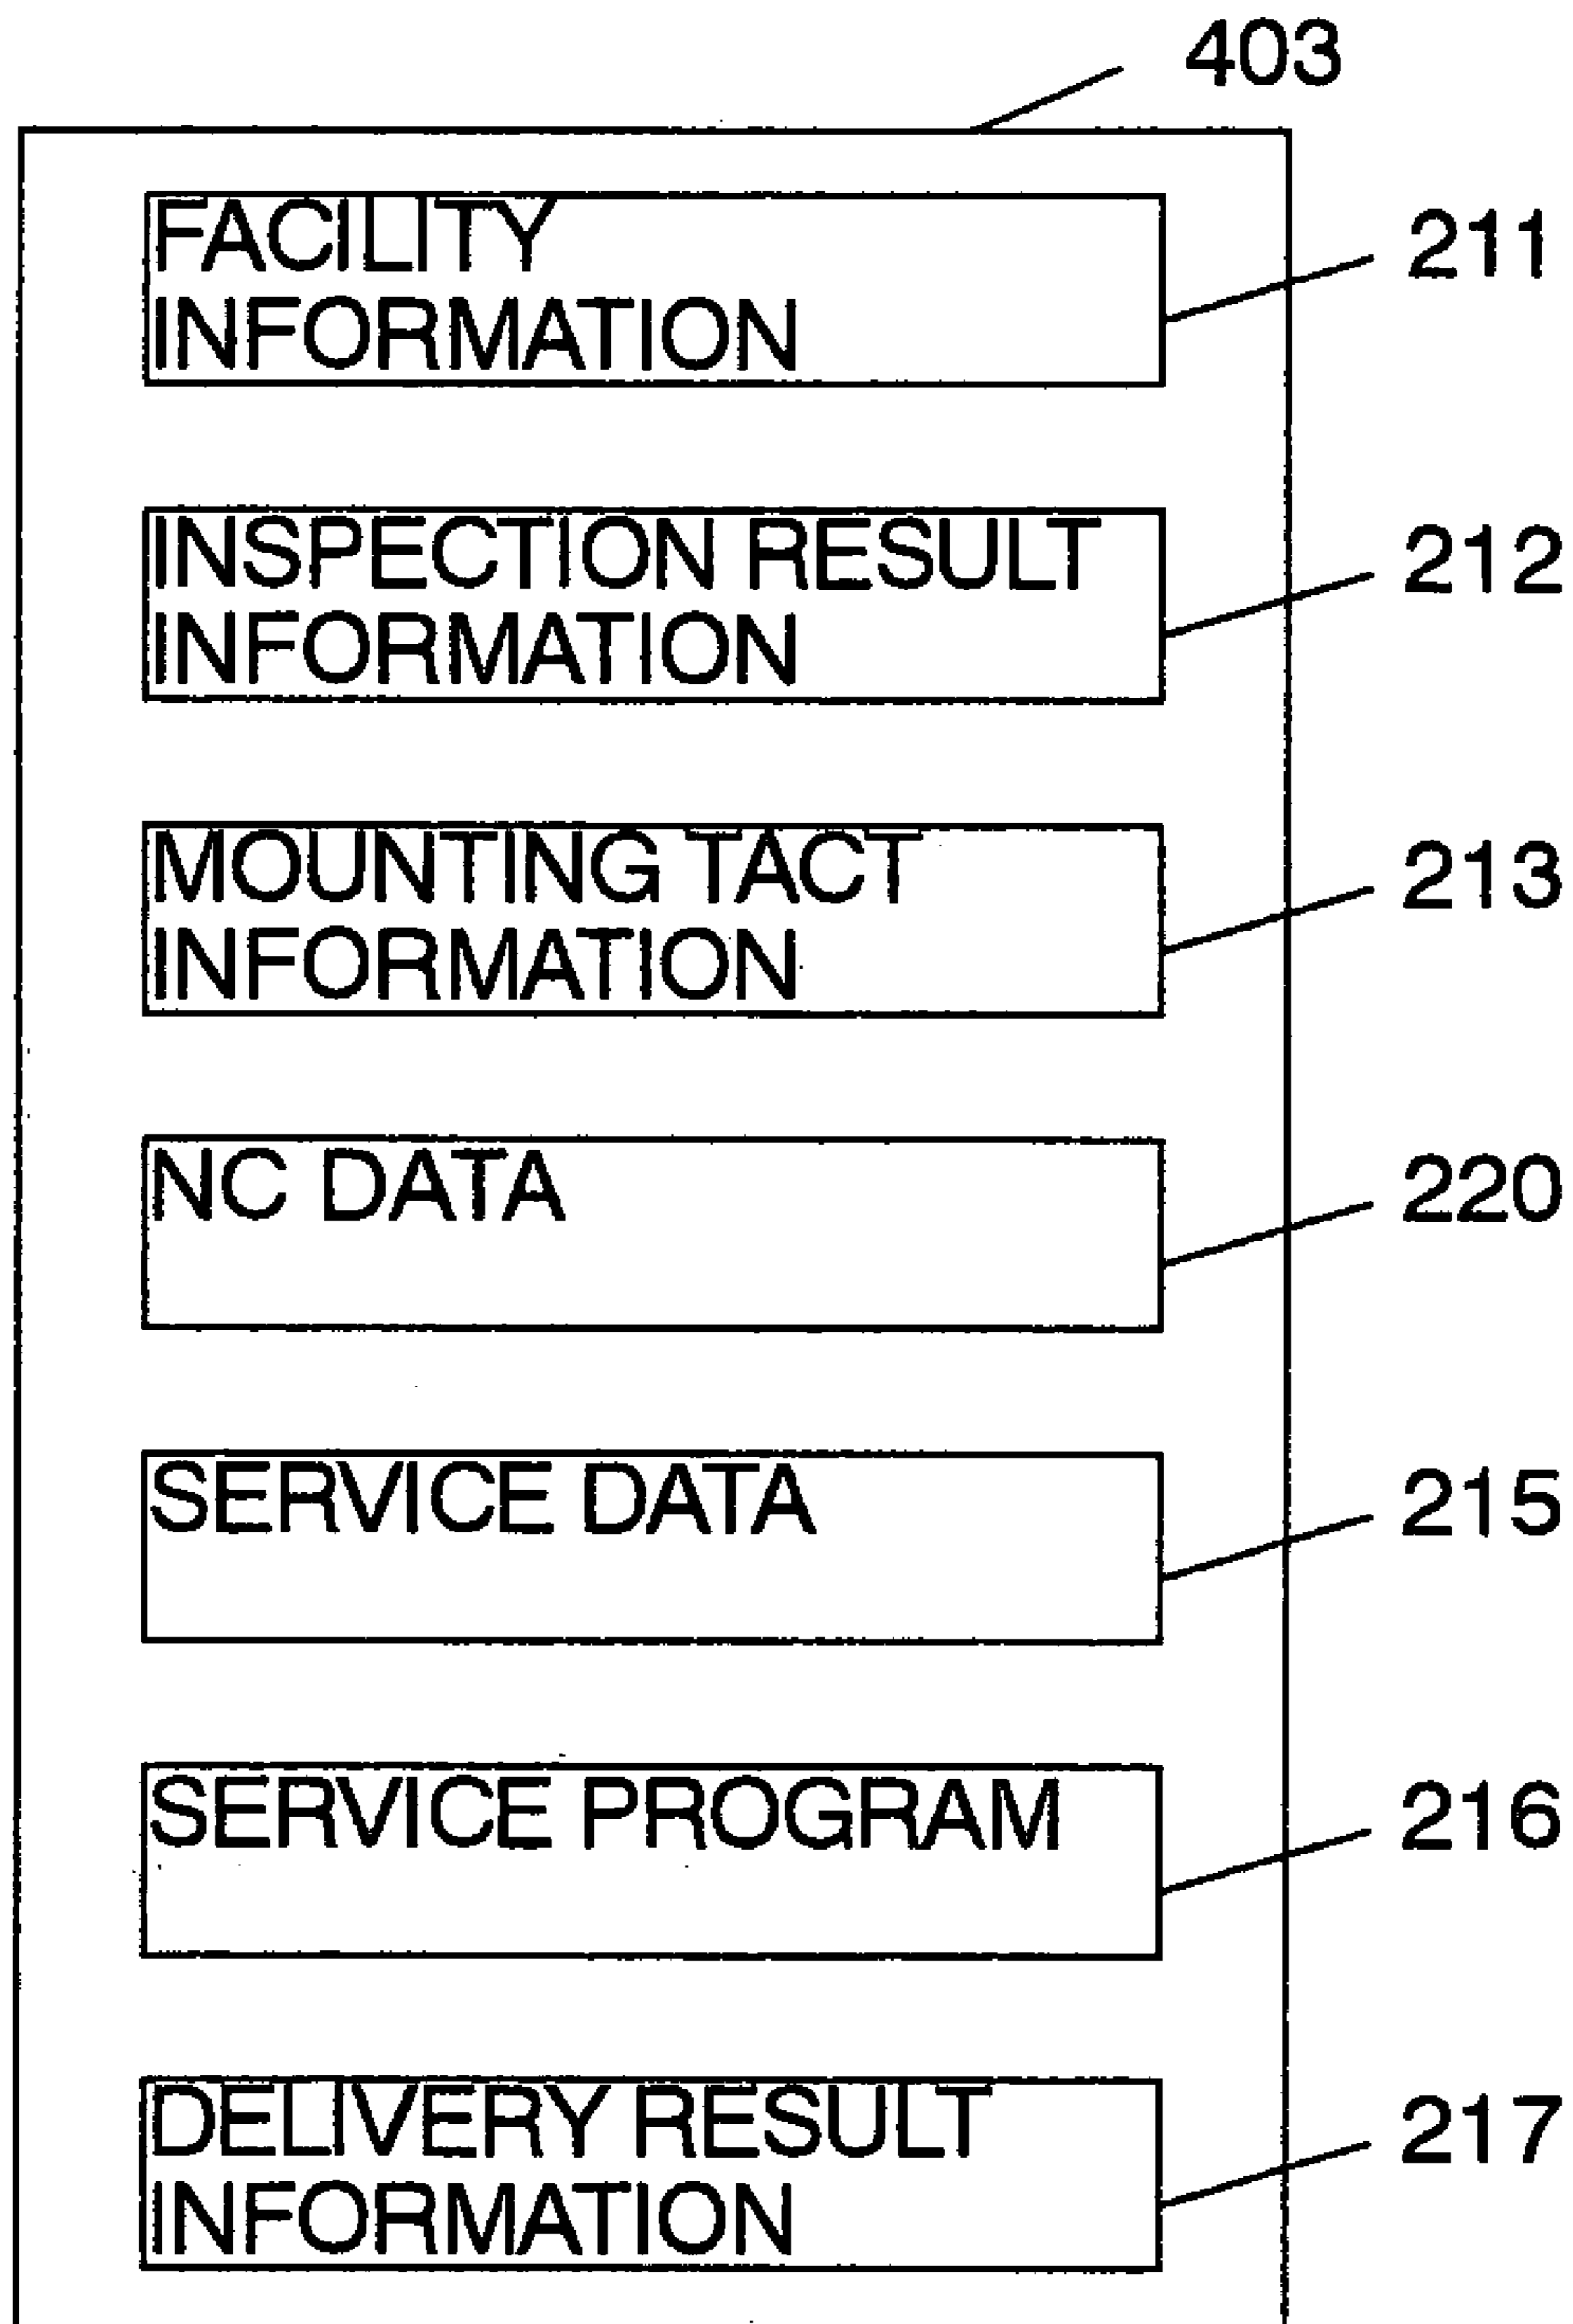 403
FACILITY
INFORMATION
211
INSPECTION RESULT
INFORMATION
212
MOUNTING TACT
INFORMATION
213
NC DATA
220
SERVICE DATA
215
SERVICE PROGRAM
216
DELIVERY RESULT
INFORMATION
217